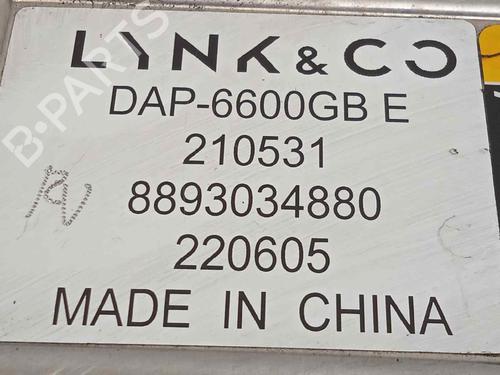 LYNK & CO
DAP-6600GB E
210531
8893034880
220605
MADE IN CHINA
B-PARTS